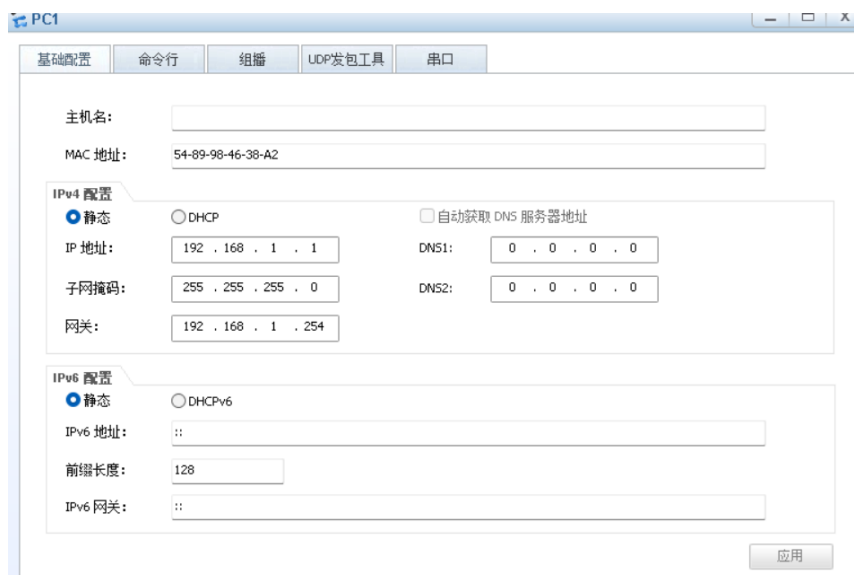 PC1
基础配置 命令行 组播 UDP发包工具 串口
主机名:
MAC 地址: 54-89-98-46-38-A2
IPv4 配置
静态 DHCP 自动获取 DNS 服务器地址
IP 地址: 192 . 168 . 1 . 1 DNS1: 0 . 0 . 0 . 0
子网掩码: 255 . 255 . 255 . 0 DNS2: 0 . 0 . 0 . 0
网关: 192 . 168 . 1 . 254
IPv6 配置
静态 DHCPv6
IPv6 地址: ::
前缀长度: 128
IPv6 网关: ::
应用